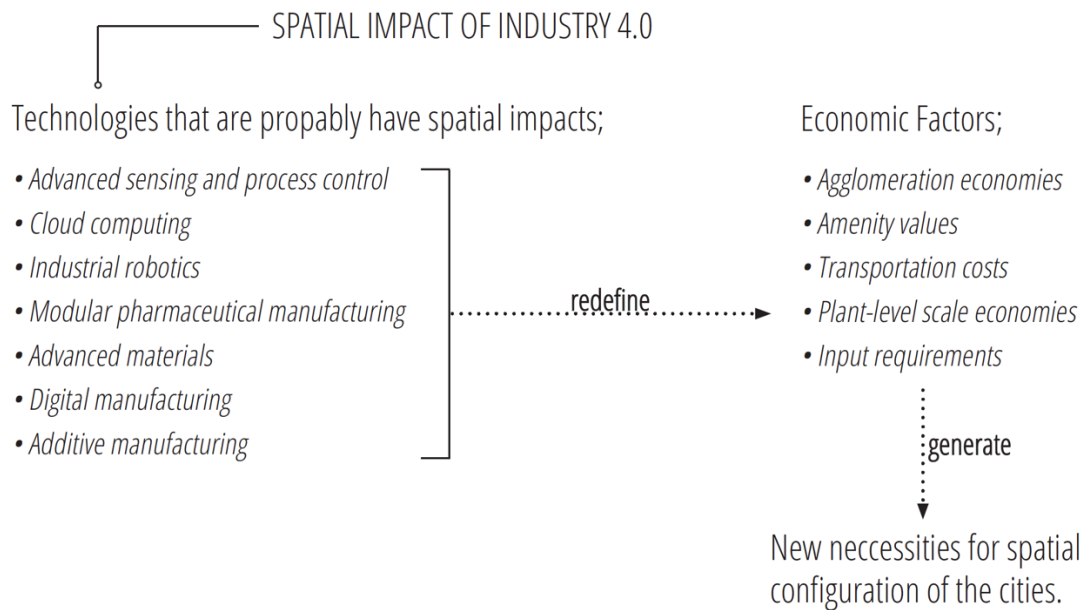 SPATIAL IMPACT OF INDUSTRY 4.0
Technologies that are propably have spatial impacts;
• Advanced sensing and process control
• Cloud computing
• Industrial robotics
• Modular pharmaceutical manufacturing
• Advanced materials
• Digital manufacturing
• Additive manufacturing
redefine
Economic Factors;
• Agglomeration economies
• Amenity values
• Transportation costs
• Plant-level scale economies
• Input requirements
generate
New neccessities for spatial
configuration of the cities.